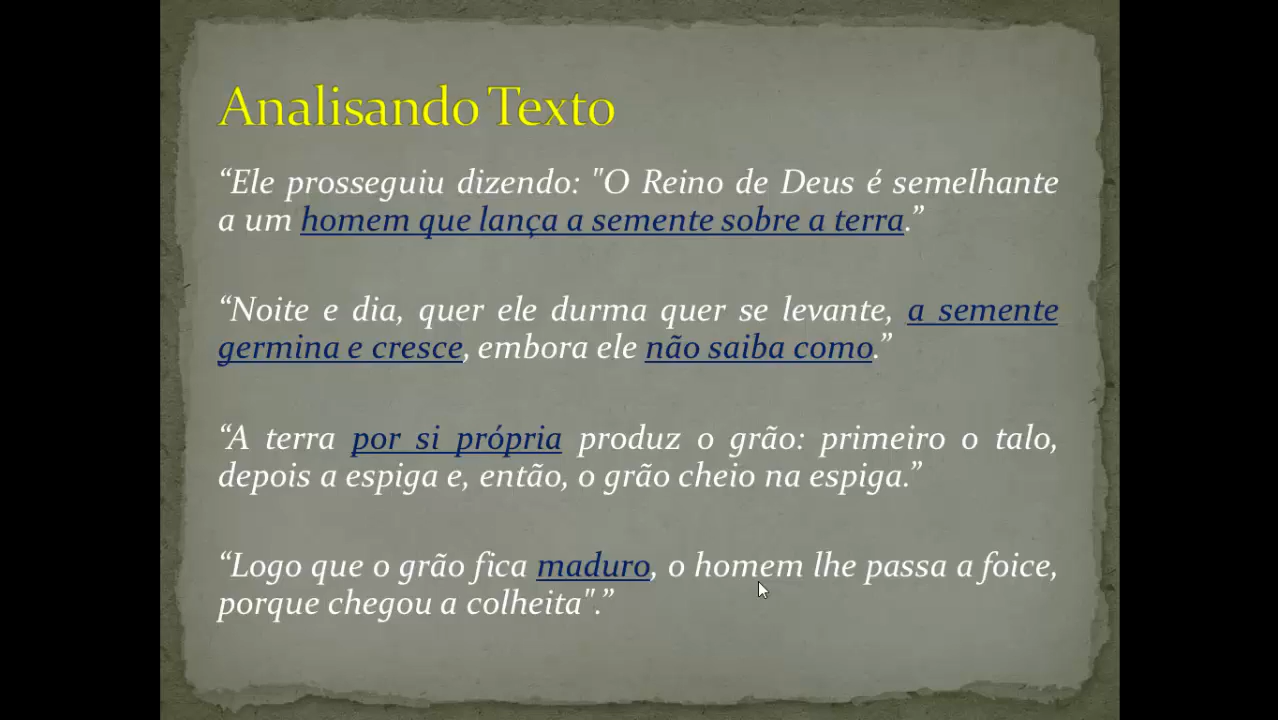 Analisando Texto
“Ele prosseguiu dizendo: "O Reino de Deus é semelhante
a um homem que lança a semente sobre a terra.”
“Noite e dia, quer ele durma quer se levante, a semente
germina e cresce, embora ele não saiba como.”
“A terra por si própria produz o grão: primeiro o talo,
depois a espiga e, então, o grão cheio na espiga.”
“Logo que o grão fica maduro, o homem lhe passa a foice,
porque chegou a colheita".”